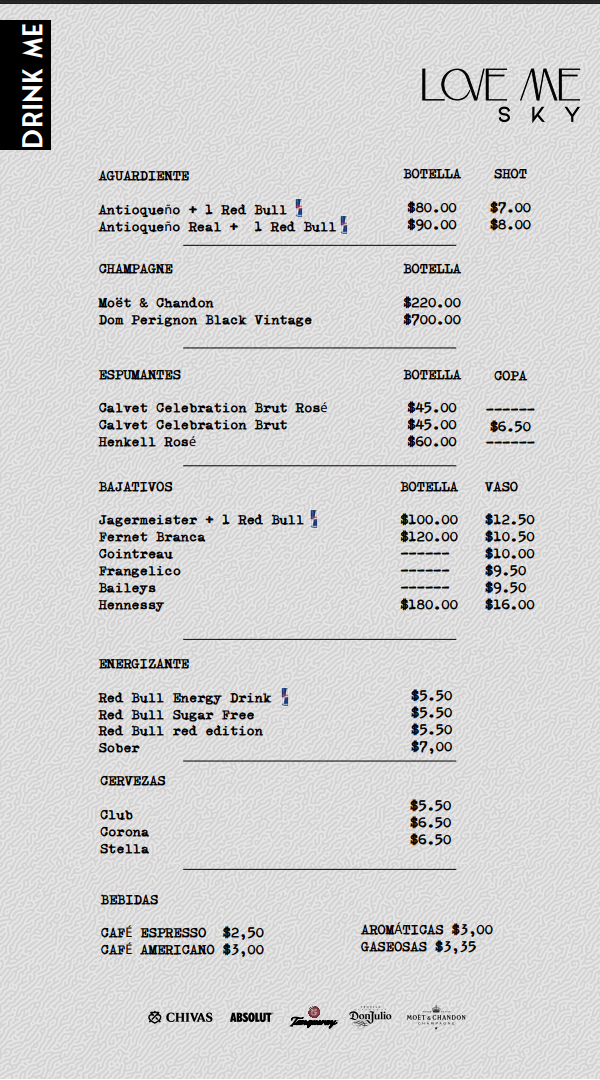 DRINK ME
LOVE ME
SKY
AGUARDIENTE BOTELLA SHOT
Antioqueño + 1 Red Bull $80.00 $7.00
Antioqueño Real + 1 Red Bull $90.00 $8.00
CHAMPAGNE BOTELLA
Moët & Chandon $220.00
Dom Perignon Black Vintage $700.00
ESPUMANTES BOTELLA COPA
Calvet Celebration Brut Rosé $45.00 ------
Calvet Celebration Brut $45.00 $6.50
Henkell Rosé $60.00 ------
BAJATIVOS BOTELLA VASO
Jagermeister + 1 Red Bull $100.00 $12.50
Fernet Branca $120.00 $10.50
Cointreau ------ $10.00
Frangelico ------ $9.50
Baileys ------ $9.50
Hennessy $180.00 $16.00
ENERGIZANTE
Red Bull Energy Drink $5.50
Red Bull Sugar Free $5.50
Red Bull red edition $5.50
Sober $7,00
CERVEZAS
Club $5.50
Corona $6.50
Stella $6.50
BEBIDAS
CAFÉ ESPRESSO $2,50 AROMÁTICAS $3,00
CAFÉ AMERICANO $3,00 GASEOSAS $3,35
CHIVAS ABSOLUT Tanqueray DonJulio MOËT & CHANDON
CHAMPAGNE